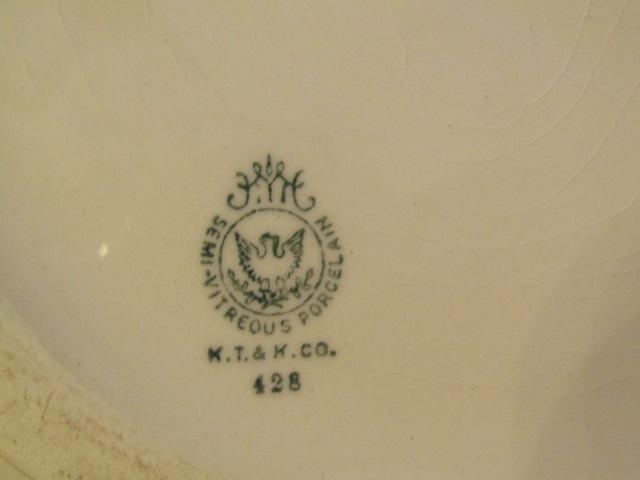 SEMI-VITREOUS PORCELAIN
K.T.& K.CO.
428